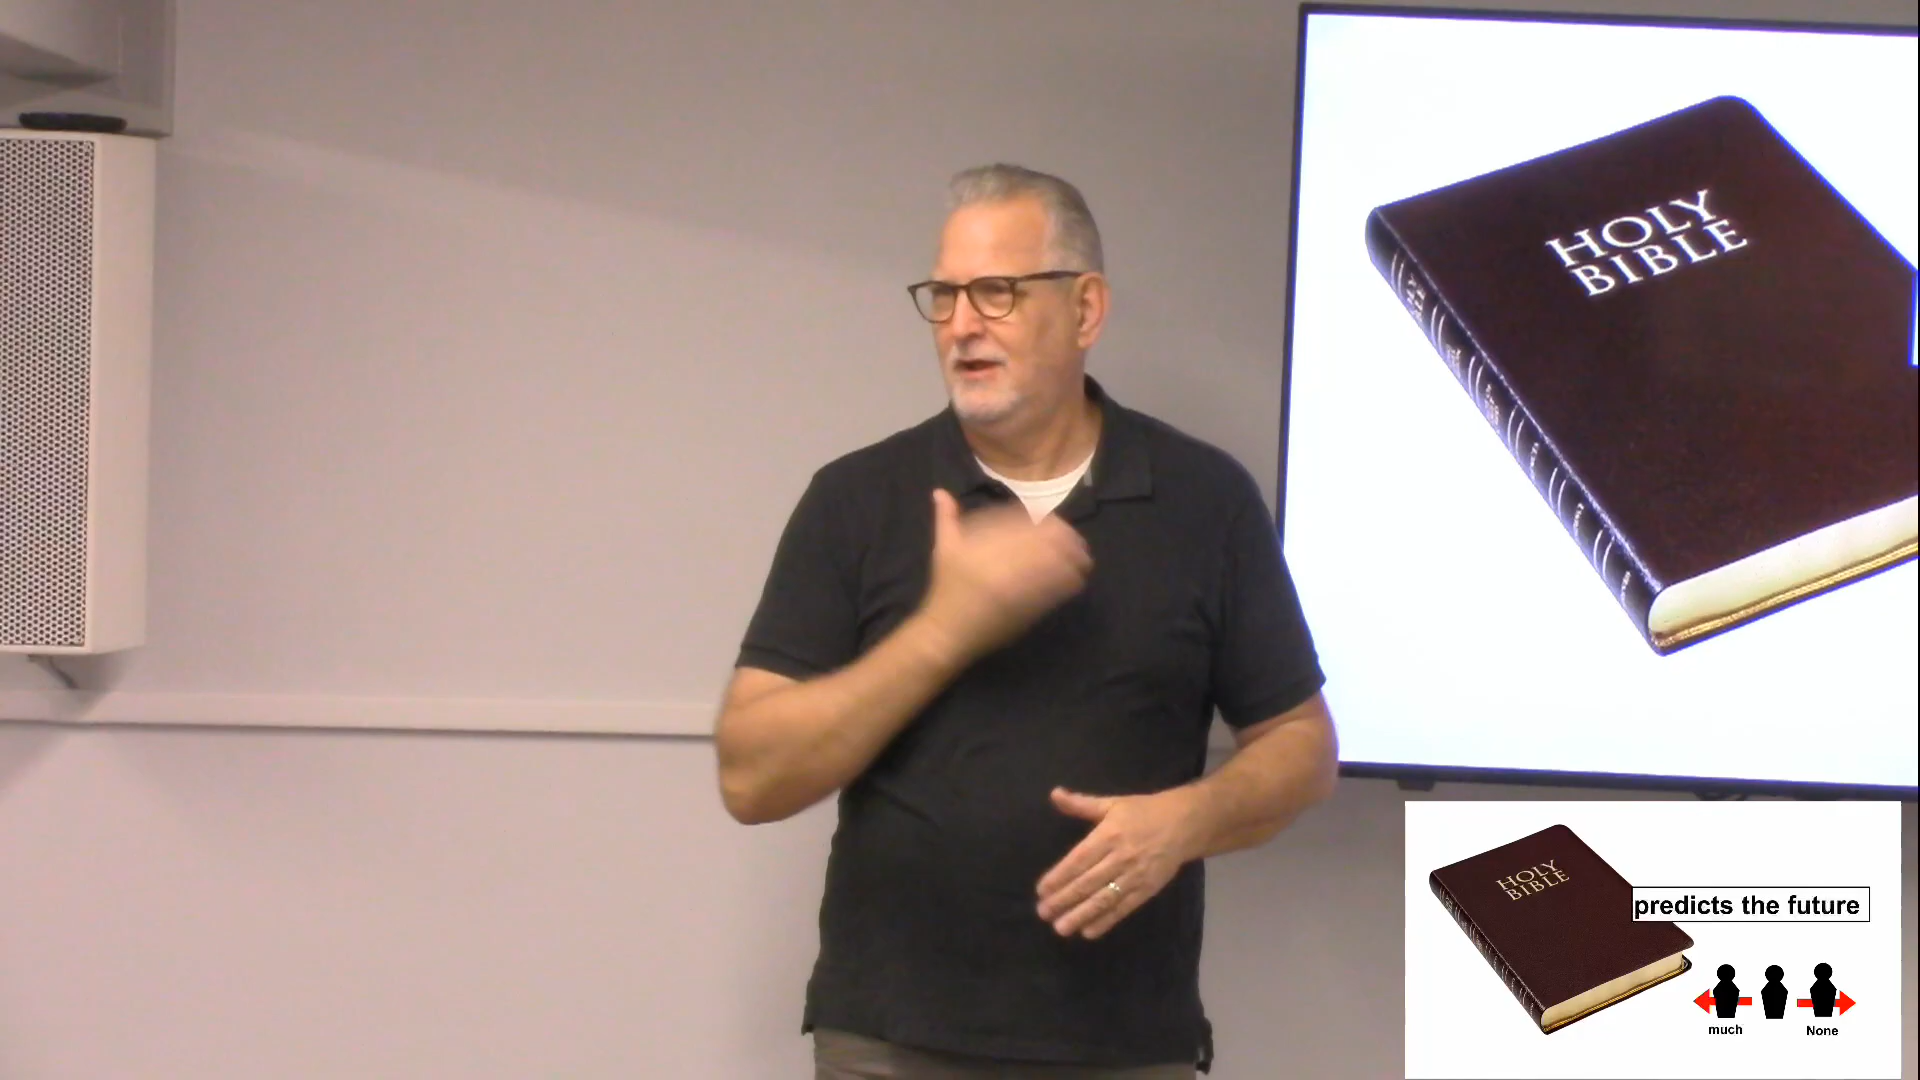 HOLY
BIBLE
HOLY
BIBLE
predicts the future
much
None